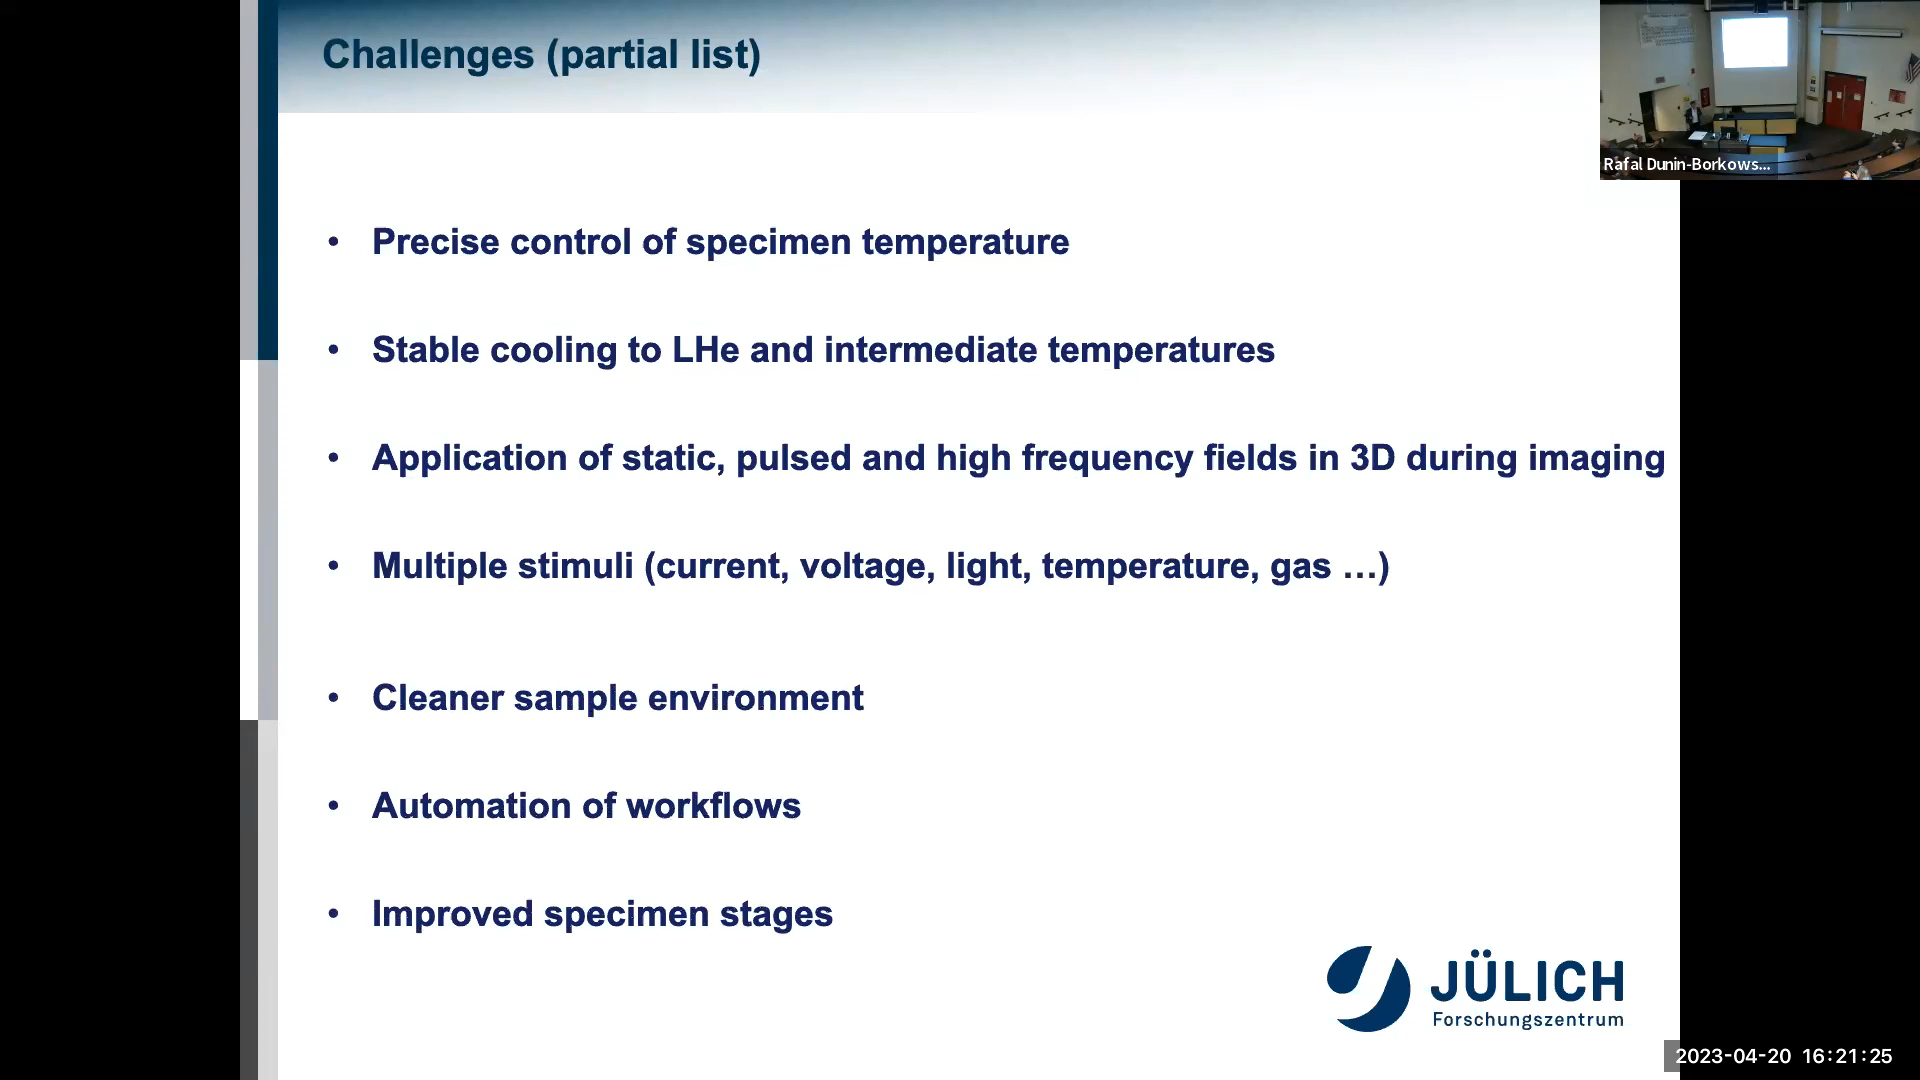 Challenges (partial list)
Rafal Dunin-Borkows...
• Precise control of specimen temperature
• Stable cooling to LHe and intermediate temperatures
• Application of static, pulsed and high frequency fields in 3D during imaging
• Multiple stimuli (current, voltage, light, temperature, gas …)
• Cleaner sample environment
• Automation of workflows
• Improved specimen stages
JÜLICH
Forschungszentrum
2023-04-20 16:21:25